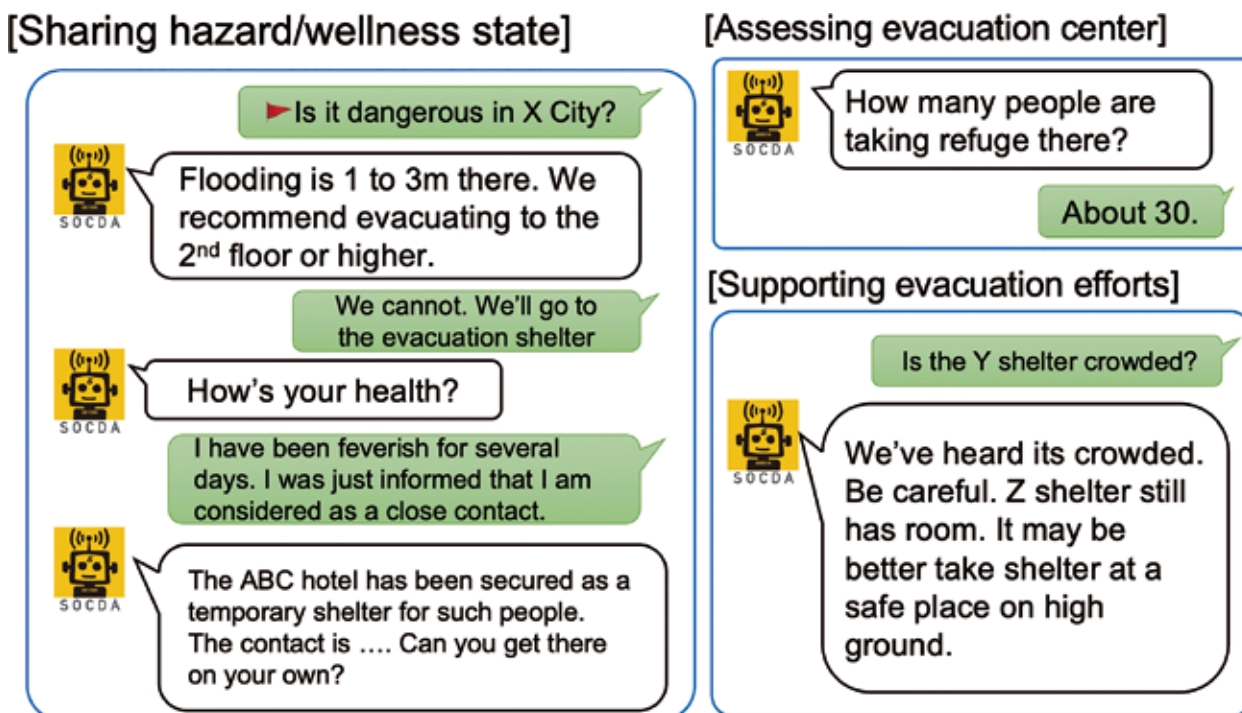 [Sharing hazard/wellness state]
Is it dangerous in X City?
SOCDA
Flooding is 1 to 3m there. We
recommend evacuating to the
2nd floor or higher.
We cannot. We'll go to
the evacuation shelter
SOCDA
How's your health?
I have been feverish for several
days. I was just informed that I am
considered as a close contact.
SOCDA
The ABC hotel has been secured as a
temporary shelter for such people.
The contact is .... Can you get there
on your own?
[Assessing evacuation center]
SOCDA
How many people are
taking refuge there?
About 30.
[Supporting evacuation efforts]
Is the Y shelter crowded?
SOCDA
We've heard its crowded.
Be careful. Z shelter still
has room. It may be
better take shelter at a
safe place on high
ground.